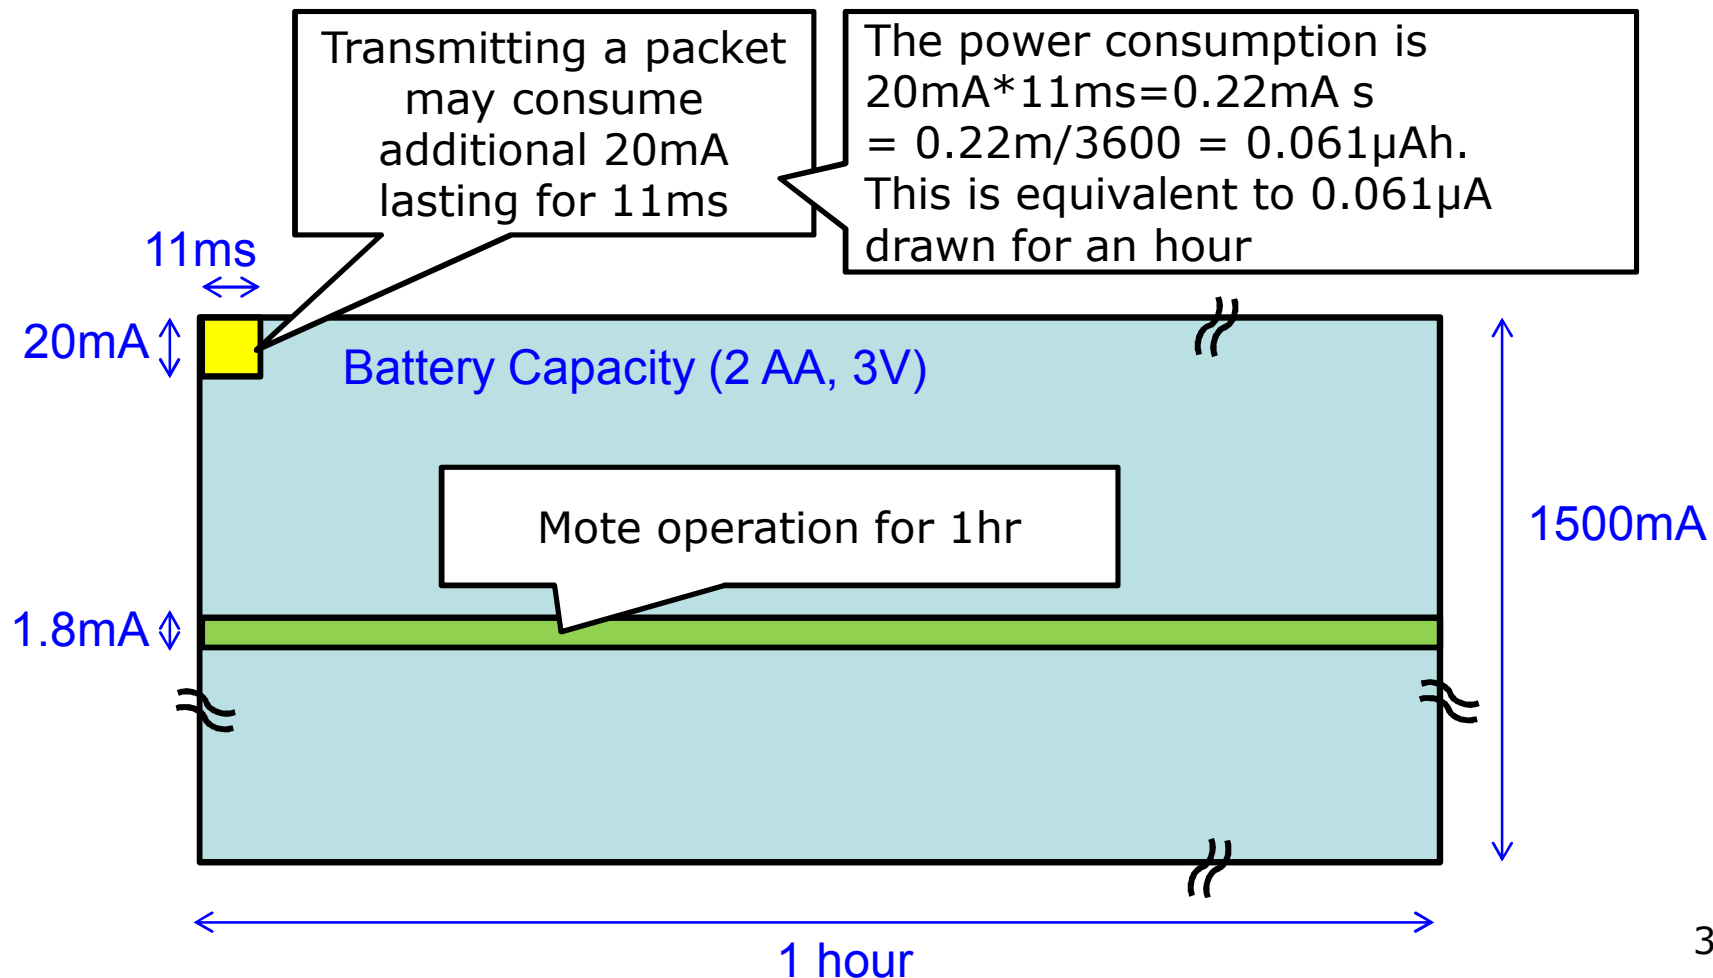 Transmitting a packet
may consume
additional 20mA
lasting for 11ms
The power consumption is
20mA*11ms=0.22mA s
= 0.22m/3600 = 0.061µAh.
This is equivalent to 0.061µA
drawn for an hour
11ms
20mA
Battery Capacity (2 AA, 3V)
Mote operation for 1hr
1500mA
1.8mA
1 hour
3